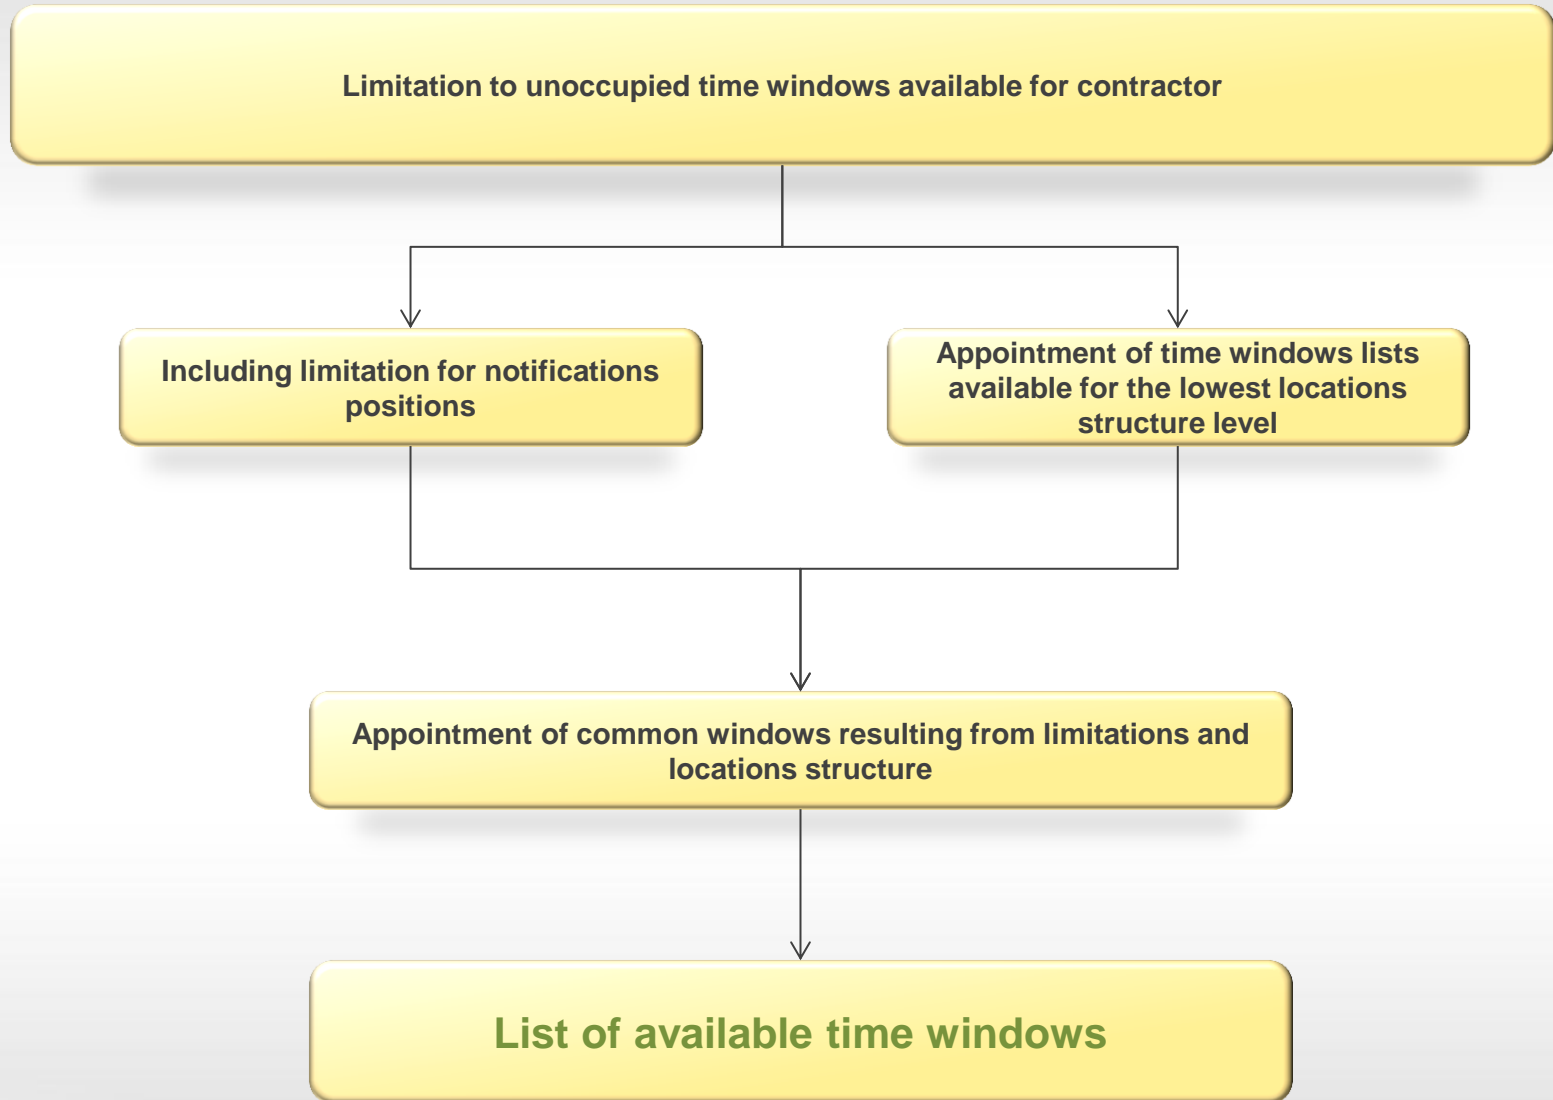 Limitation to unoccupied time windows available for contractor
Including limitation for notifications
positions
Appointment of time windows lists
available for the lowest locations
structure level
Appointment of common windows resulting from limitations and
locations structure
List of available time windows